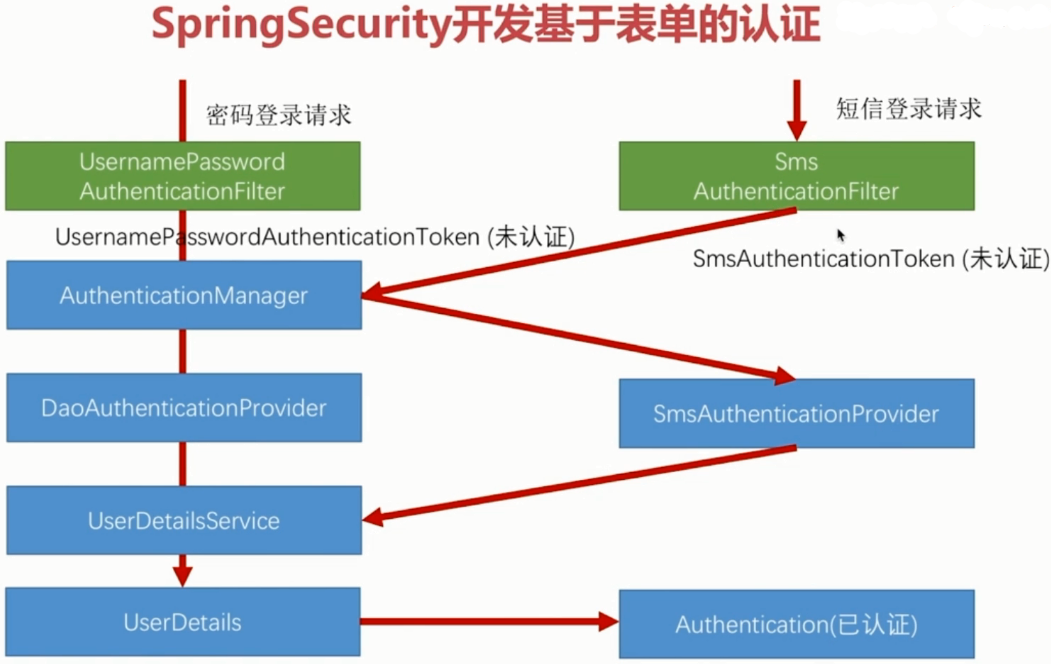 SpringSecurity开发基于表单的认证
密码登录请求
短信登录请求
UsernamePassword
AuthenticationFilter
Sms
AuthenticationFilter
UsernamePasswordAuthenticationToken (未认证)
SmsAuthenticationToken (未认证)
AuthenticationManager
DaoAuthenticationProvider
SmsAuthenticationProvider
UserDetailsService
UserDetails
Authentication(已认证)